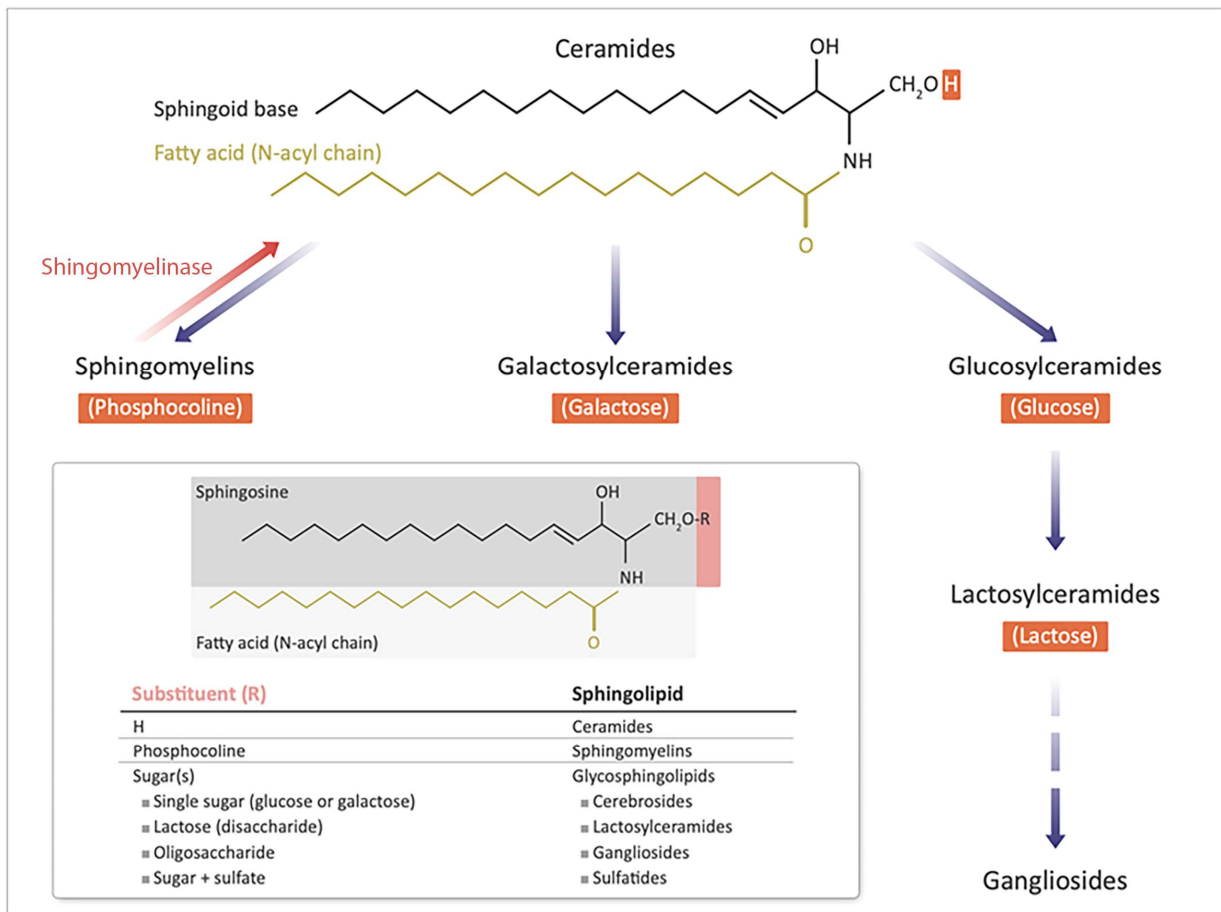 Ceramides
OH
CH2O H
Sphingoid base
Fatty acid (N-acyl chain)
NH
O
Shingomyelinase
Sphingomyelins
(Phosphocoline)
Galactosylceramides
(Galactose)
Glucosylceramides
(Glucose)
Sphingosine
OH
CH2O-R
NH
O
Fatty acid (N-acyl chain)
Substituent (R) Sphingolipid
H Ceramides
Phosphocoline Sphingomyelins
Sugar(s) Glycosphingolipids
Single sugar (glucose or galactose) Cerebrosides
Lactose (disaccharide) Lactosylceramides
Oligosaccharide Gangliosides
Sugar + sulfate Sulfatides
Lactosylceramides
(Lactose)
Gangliosides